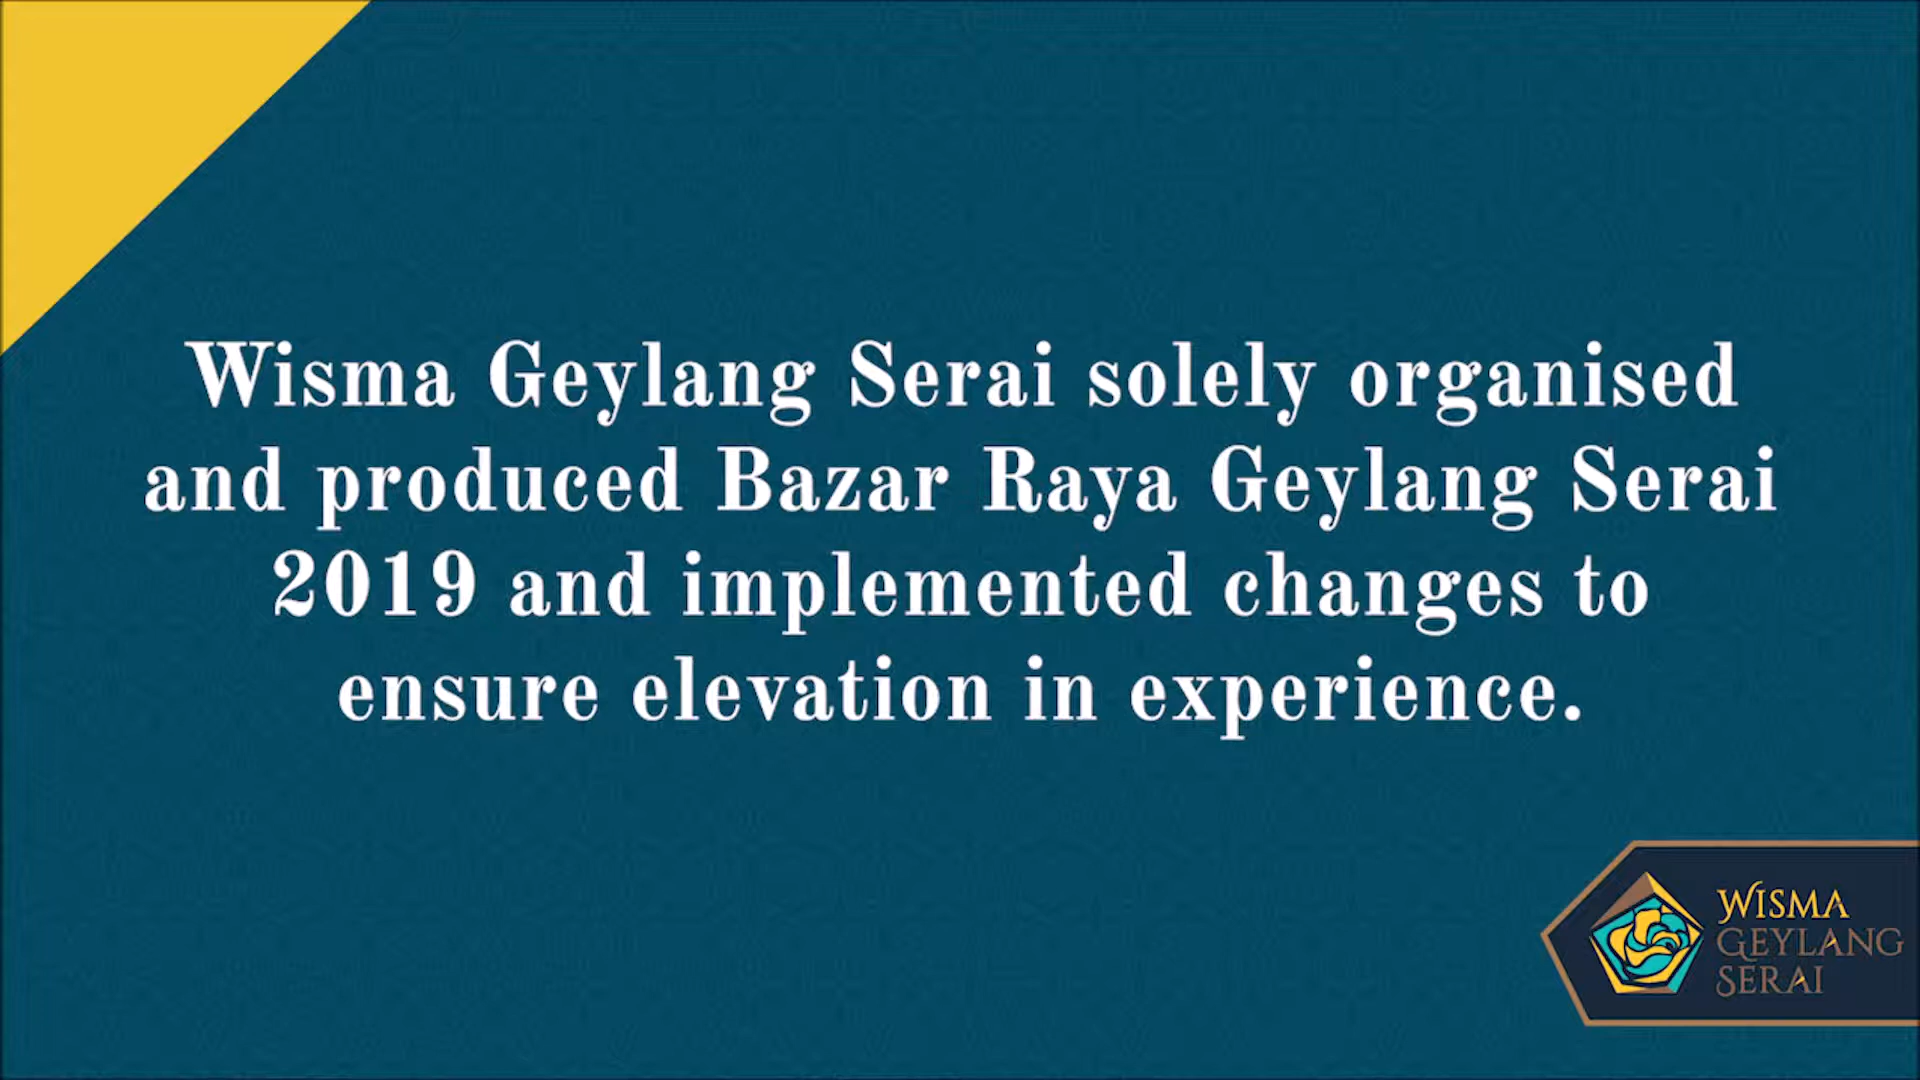 Wisma Geylang Serai solely organised
and produced Bazar Raya Geylang Serai
2019 and implemented changes to
ensure elevation in experience.
WISMA
GEYLANG
SERAI